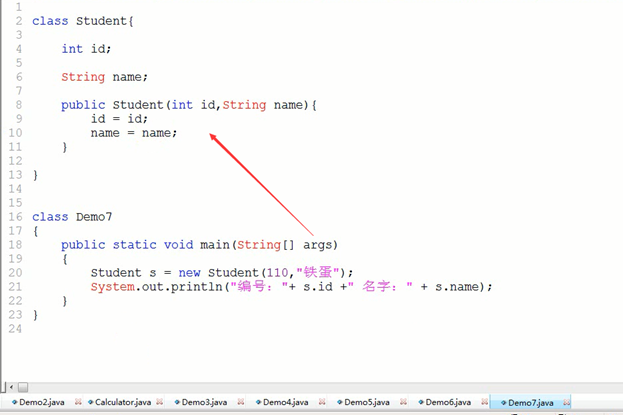 1
2 class Student{
3
4 int id;
5
6 String name;
7
8 public Student(int id,String name){
9 id = id;
10 name = name;
11 }
12
13 }
14
15
16 class Demo7
17 {
18 public static void main(String[] args)
19 {
20 Student s = new Student(110,"铁蛋");
21 System.out.println("编号："+ s.id +" 名字：" + s.name);
22 }
23 }
24
Demo2.java Calculator.java Demo3.java Demo4.java Demo5.java Demo6.java Demo7.java